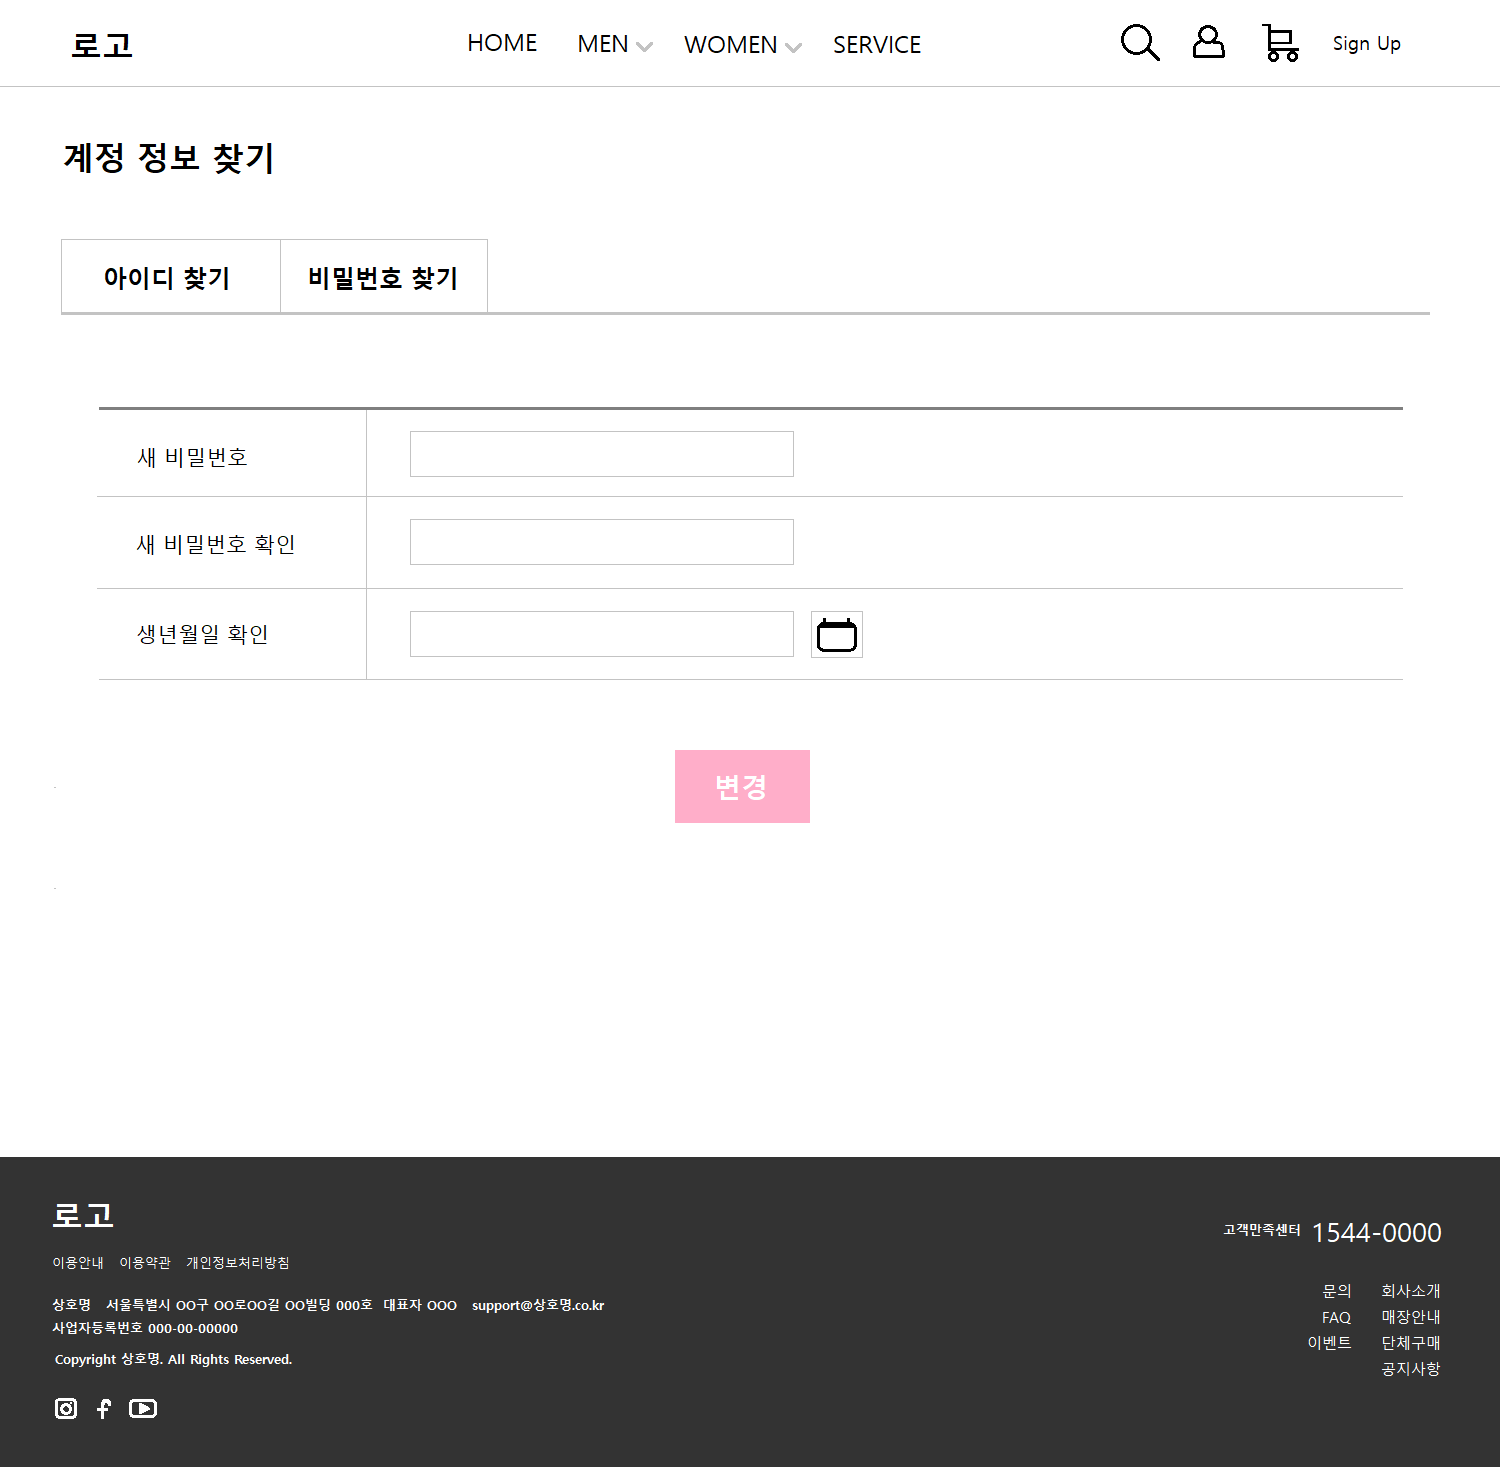 로고
HOME MEN WOMEN SERVICE Sign Up
계정 정보 찾기
아이디 찾기 비밀번호 찾기
새 비밀번호
새 비밀번호 확인
생년월일 확인
변경
로고
이용안내 이용약관 개인정보처리방침
상호명 서울특별시 OO구 OO로OO길 OO빌딩 000호 대표자 OOO support@상호명.co.kr
사업자등록번호 000-00-00000
Copyright 상호명. All Rights Reserved.
고객만족센터 1544-0000
문의 회사소개
FAQ 매장안내
이벤트 단체구매
공지사항